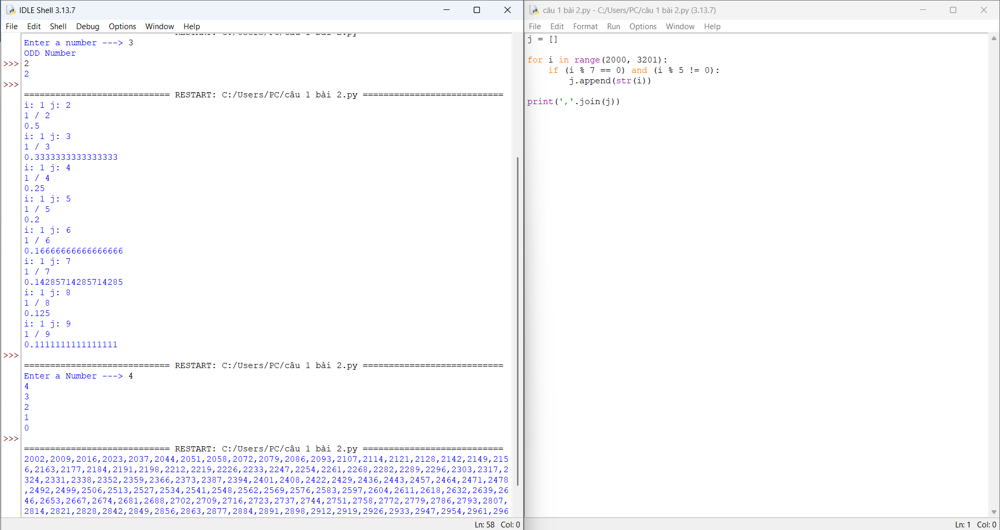 IDLE Shell 3.13.7
File Edit Shell Debug Options Window Help
RESTART: C:/Users/PC/câu 1 bài 2.py
Enter a number ---> 3
ODD Number
>>> 2
2
>>>
============================ RESTART: C:/Users/PC/câu 1 bài 2.py ===========================
i: 1 j: 2
1 / 2
0.5
i: 1 j: 3
1 / 3
0.3333333333333333
i: 1 j: 4
1 / 4
0.25
i: 1 j: 5
1 / 5
0.2
i: 1 j: 6
1 / 6
0.16666666666666666
i: 1 j: 7
1 / 7
0.14285714285714285
i: 1 j: 8
1 / 8
0.125
i: 1 j: 9
1 / 9
0.1111111111111111
>>>
============================ RESTART: C:/Users/PC/câu 1 bài 2.py ===========================
Enter a Number ---> 4
4
3
2
1
0
>>>
============================ RESTART: C:/Users/PC/câu 1 bài 2.py ===========================
2002,2009,2016,2023,2037,2044,2051,2058,2072,2079,2086,2093,2107,2114,2121,2128,2142,2149,215
6,2163,2177,2184,2191,2198,2212,2219,2226,2233,2247,2254,2261,2268,2282,2289,2296,2303,2317,2
324,2331,2338,2352,2359,2366,2373,2387,2394,2401,2408,2422,2429,2436,2443,2457,2464,2471,2478
,2492,2499,2506,2513,2527,2534,2541,2548,2562,2569,2576,2583,2597,2604,2611,2618,2632,2639,26
46,2653,2667,2674,2681,2688,2702,2709,2716,2723,2737,2744,2751,2758,2772,2779,2786,2793,2807,
2814,2821,2828,2842,2849,2856,2863,2877,2884,2891,2898,2912,2919,2926,2933,2947,2954,2961,296
Ln: 58 Col: 0
câu 1 bài 2.py - C:/Users/PC/câu 1 bài 2.py (3.13.7)
File Edit Format Run Options Window Help
j = []
for i in range(2000, 3201):
    if (i % 7 == 0) and (i % 5 != 0):
        j.append(str(i))
print(','.join(j))
Ln: 1 Col: 0